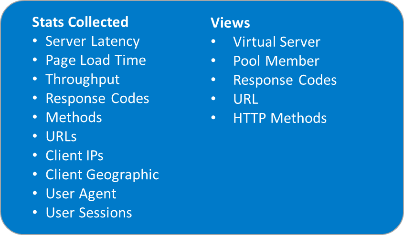 Stats Collected
• Server Latency
• Page Load Time
• Throughput
• Response Codes
• Methods
• URLs
• Client IPs
• Client Geographic
• User Agent
• User Sessions
Views
• Virtual Server
• Pool Member
• Response Codes
• URL
• HTTP Methods